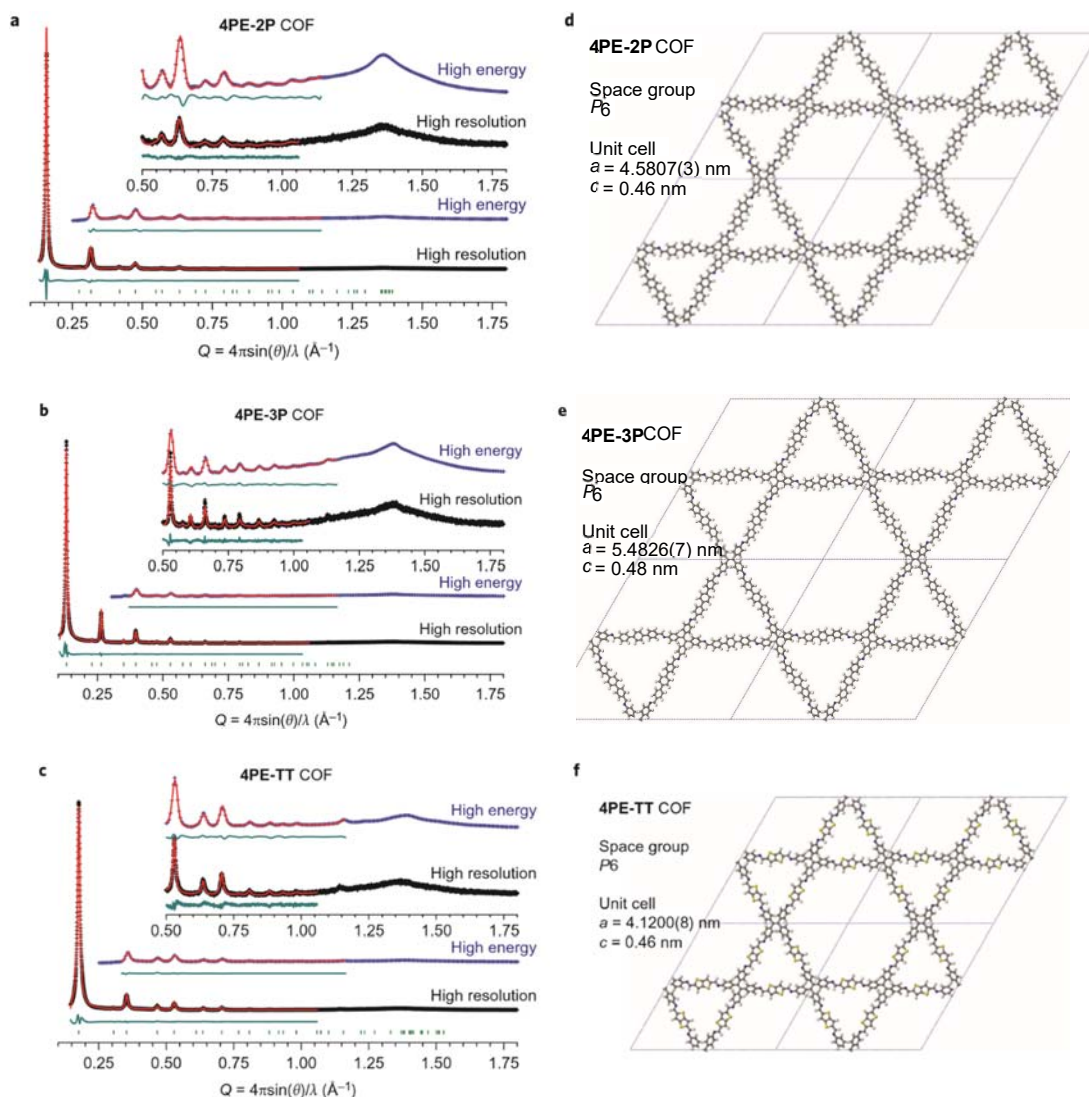 a
4PE-2P COF
High energy
High resolution
0.50 0.75 1.00 1.25 1.50 1.75
High energy
High resolution
0.25 0.50 0.75 1.00 1.25 1.50 1.75
Q = 4πsin(θ)/λ (Å⁻¹)
d
4PE-2P COF
Space group
P6
Unit cell
a = 4.5807(3) nm
c = 0.46 nm
b
4PE-3P COF
High energy
High resolution
0.50 0.75 1.00 1.25 1.50 1.75
High energy
High resolution
0.25 0.50 0.75 1.00 1.25 1.50 1.75
Q = 4πsin(θ)/λ (Å⁻¹)
e
4PE-3P COF
Space group
P6
Unit cell
a = 5.4826(7) nm
c = 0.48 nm
c
4PE-TT COF
High energy
High resolution
0.50 0.75 1.00 1.25 1.50 1.75
High energy
High resolution
0.25 0.50 0.75 1.00 1.25 1.50 1.75
Q = 4πsin(θ)/λ (Å⁻¹)
f
4PE-TT COF
Space group
P6
Unit cell
a = 4.1200(8) nm
c = 0.46 nm